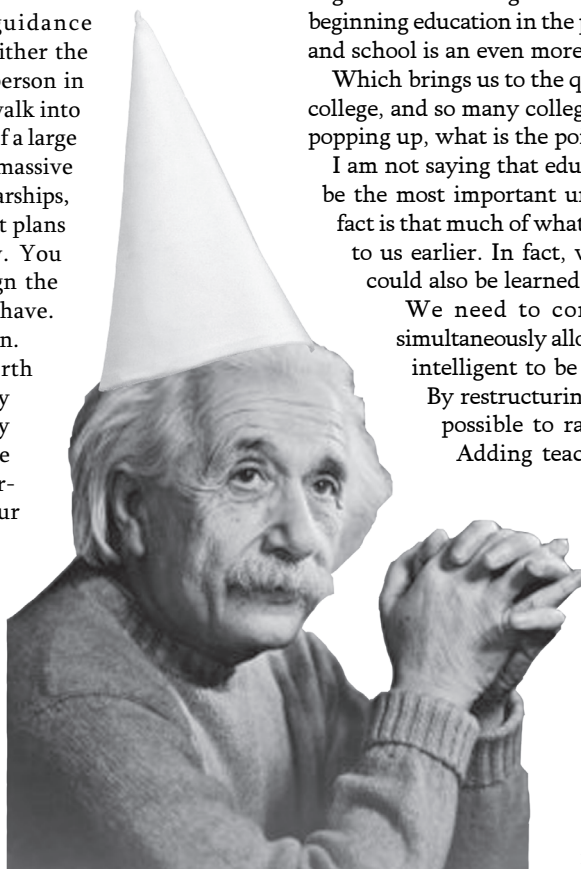 guidance
ither the
erson in
walk into
f a large
massive
arships,
t plans
. You
gn the
have.
n.
rth
y
y
e
r-
ur
beginning education in the
and school is an even more
Which brings us to the q
college, and so many colleg
popping up, what is the
I am not saying that edu
be the most important
fact is that much of what
to us earlier. In fact,
could also be learned
We need to
simultaneously allo
intelligent to be
By restructurin
possible to ra
Adding teac